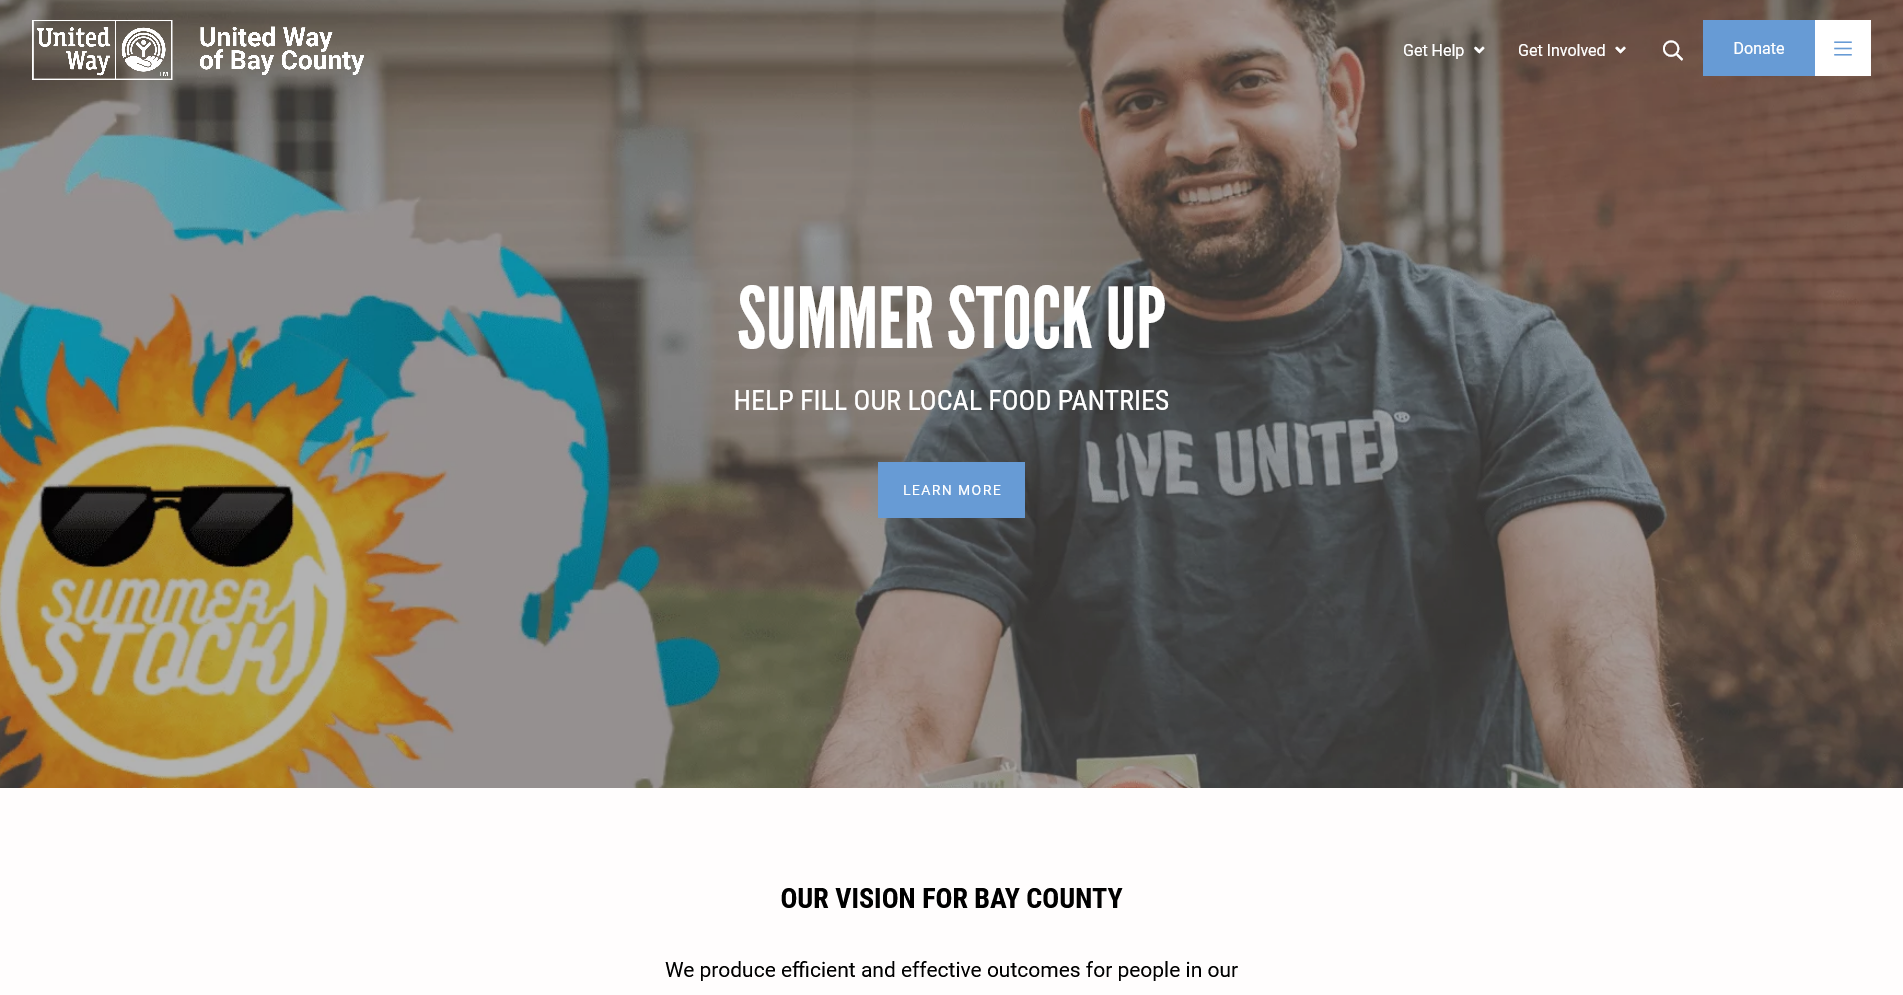 United
Way
TM
United Way
of Bay County
Get Help
Get Involved
Donate
SUMMER STOCK UP
HELP FILL OUR LOCAL FOOD PANTRIES
LIVE UNITED®
LEARN MORE
SUMMER
STOCK
OUR VISION FOR BAY COUNTY
We produce efficient and effective outcomes for people in our